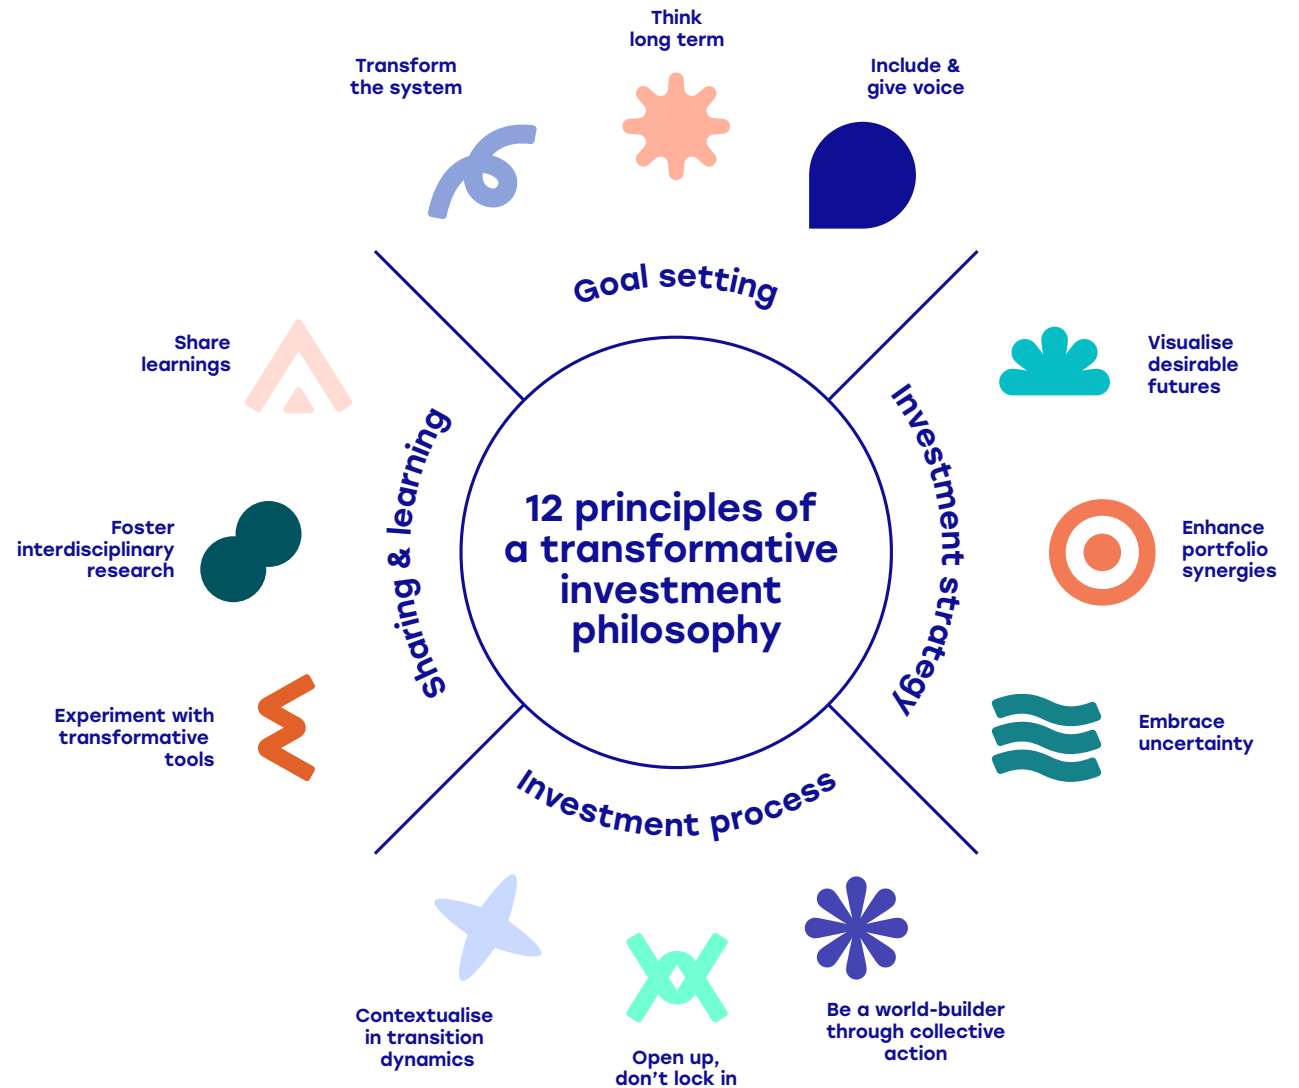 Think
long term
Transform
the system
Include &
give voice
Goal setting
Share
learnings
Visualise
desirable
futures
Sharing & learning
Investment strategy
12 principles of
a transformative
investment
philosophy
Foster
interdisciplinary
research
Enhance
portfolio
synergies
Experiment with
transformative
tools
Embrace
uncertainty
Investment process
Contextualise
in transition
dynamics
Open up,
don’t lock in
Be a world-builder
through collective
action